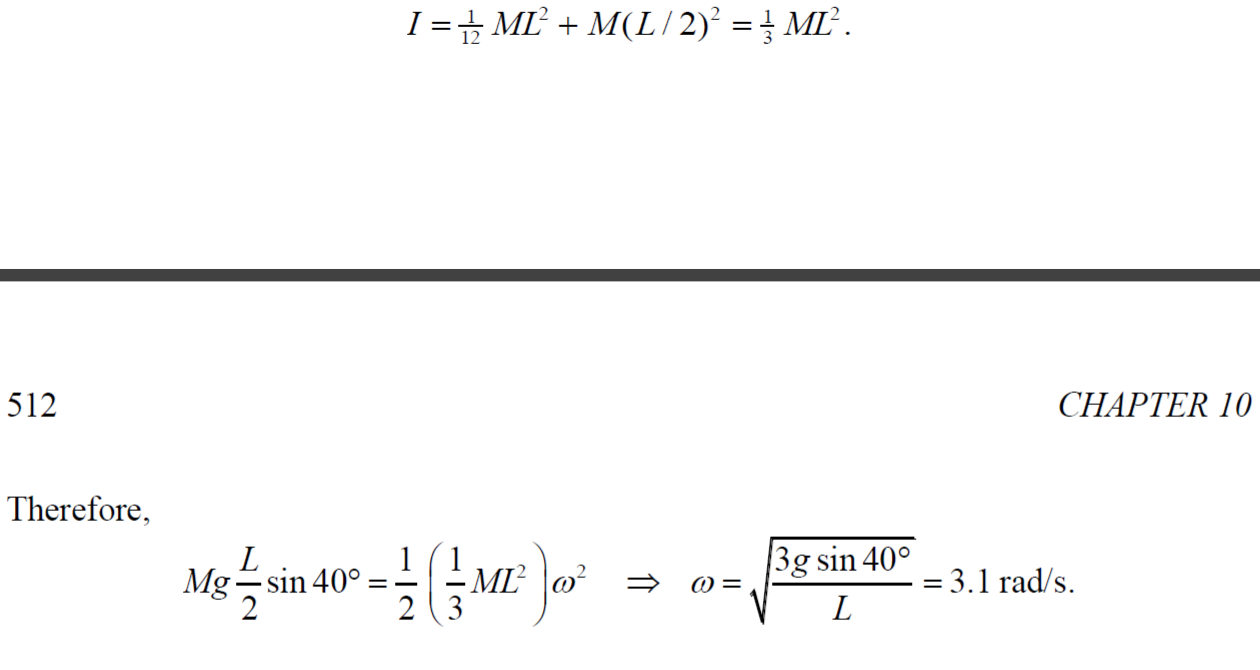 I = 1/12 ML² + M(L / 2)² = 1/3 ML².
512 CHAPTER 10
Therefore,
Mg L/2 sin 40° = 1/2 (1/3 ML²) ω² ⇒ ω = √(3g sin 40° / L) = 3.1 rad/s.